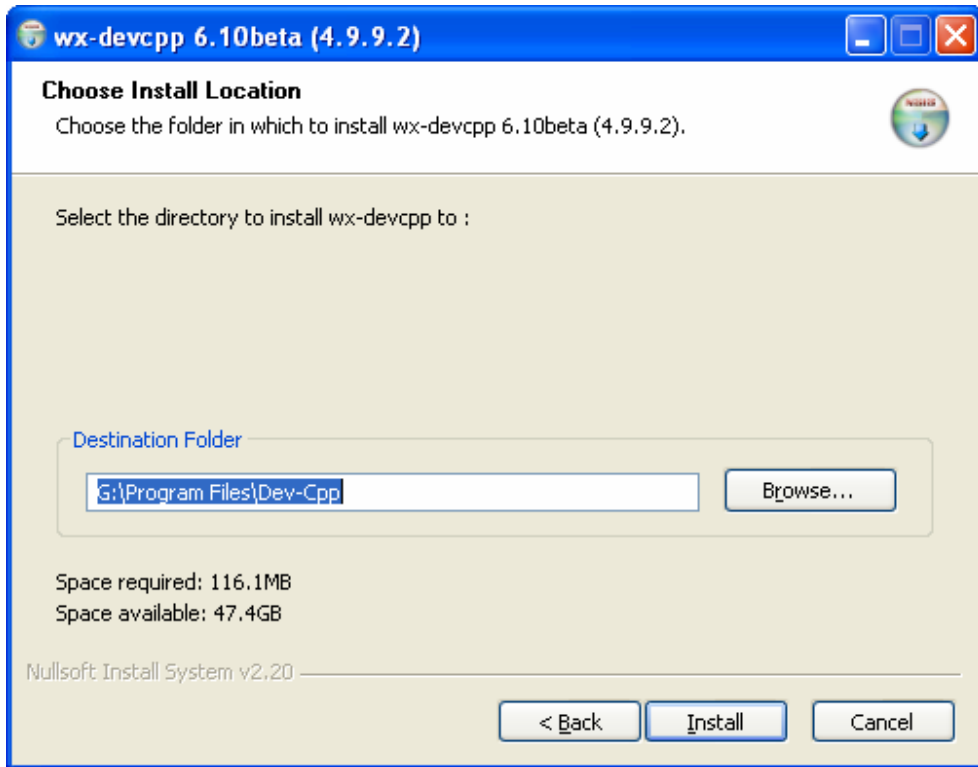 wx-devcpp 6.10beta (4.9.9.2)
Choose Install Location
Choose the folder in which to install wx-devcpp 6.10beta (4.9.9.2).
Select the directory to install wx-devcpp to :
Destination Folder
G:\Program Files\Dev-Cpp
Browse...
Space required: 116.1MB
Space available: 47.4GB
Nullsoft Install System v2.20
< Back
Install
Cancel